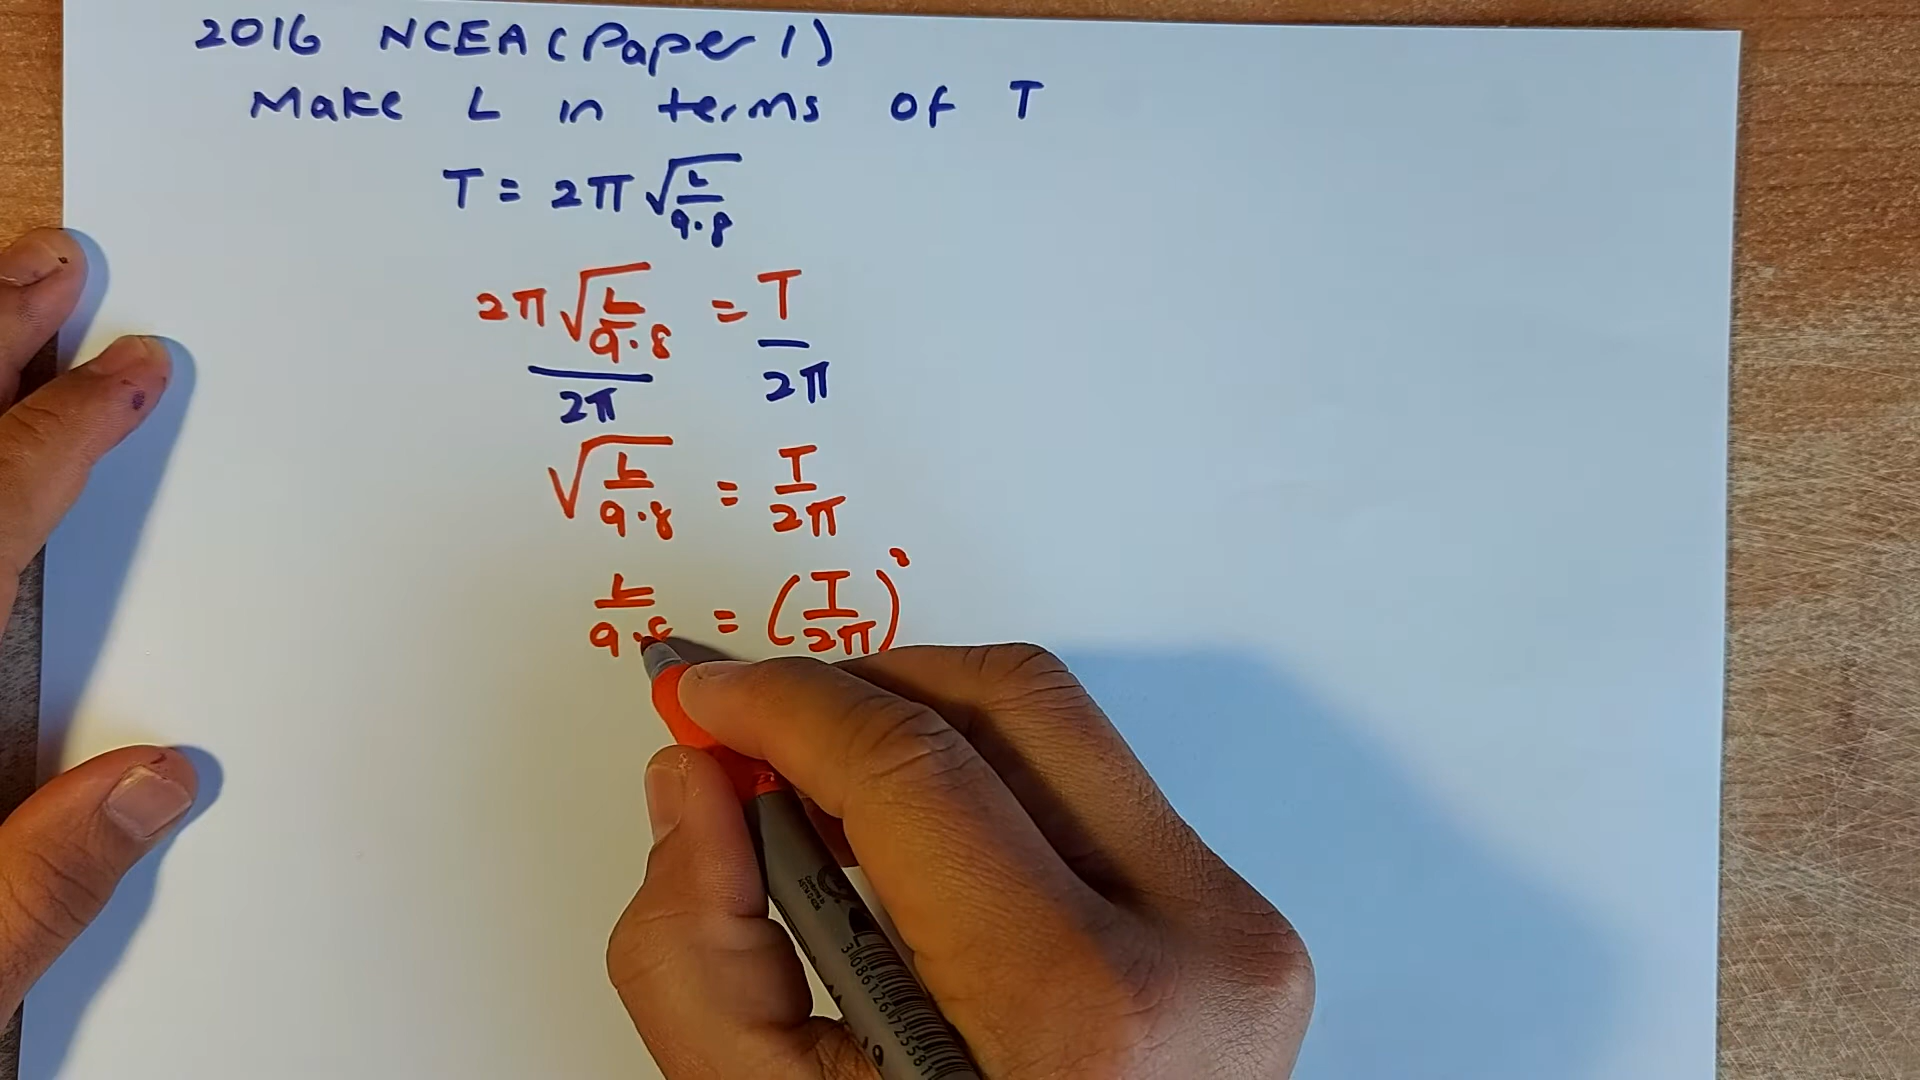 2016 NCEA (Paper 1)
Make L in terms of T
T = 2π √(L/9.8)
2π √(L/9.8) / 2π = T / 2π
√(L/9.8) = T/2π
L/9.8 = (T/2π)²
3086126725581